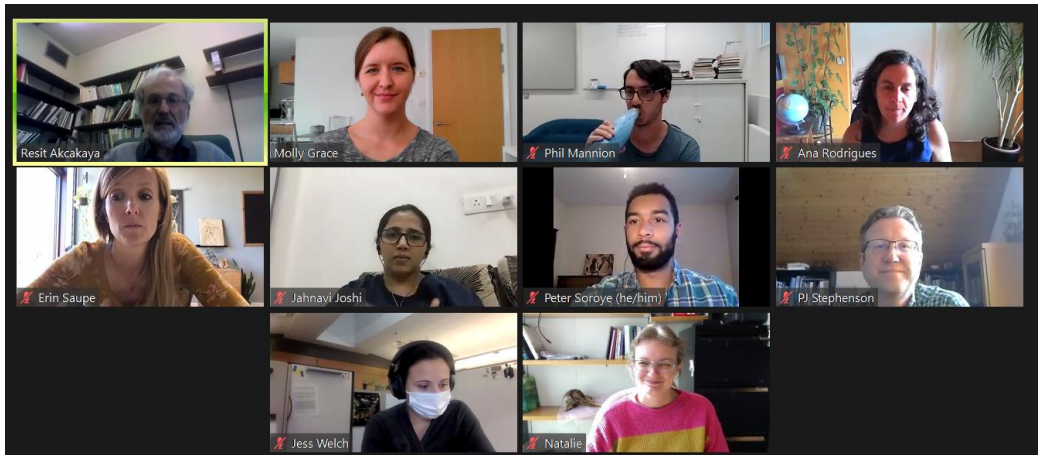 Resit Akcakaya
Molly Grace
Phil Mannion
Ana Rodrigues
Erin Saupe
Jahnavi Joshi
Peter Soroye (he/him)
PJ Stephenson
Jess Welch
Natalie